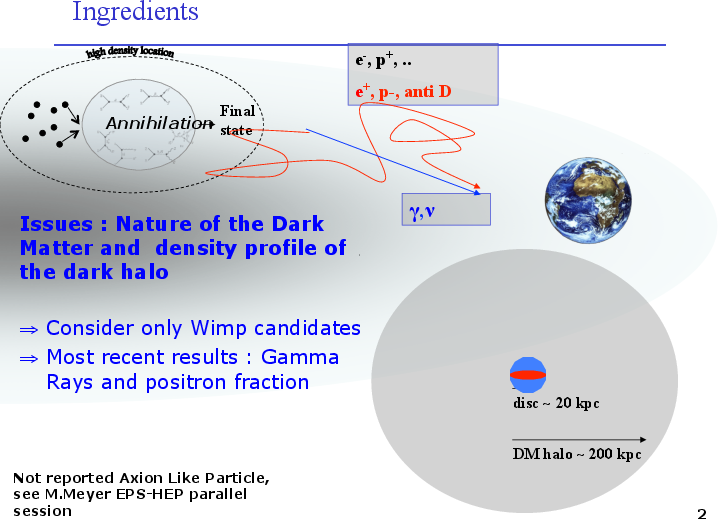 Ingredients
high density location
e-, p+, ..
e+, p-, anti D
Annihilation
Final
state
γ,ν
Issues : Nature of the Dark
Matter and density profile of
the dark halo
⇒ Consider only Wimp candidates
⇒ Most recent results : Gamma
Rays and positron fraction
disc ~ 20 kpc
DM halo ~ 200 kpc
Not reported Axion Like Particle,
see M.Meyer EPS-HEP parallel
session
2